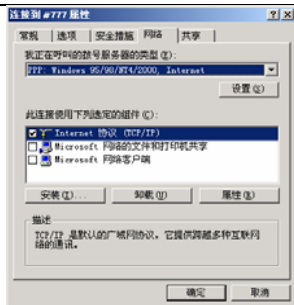 连接到 #777 属性
常规 选项 安全措施 网络 共享
我正在呼叫的拨号服务器的类型(E):
PPP: Windows 95/98/NT4/2000, Internet
设置(S)
此连接使用下列选定的组件(O):
Internet 协议 (TCP/IP)
Microsoft 网络的文件和打印机共享
Microsoft 网络客户端
安装(I)... 卸载(U) 属性(R)
描述
TCP/IP 是默认的广域网协议。它提供跨越多种互联网
络的通讯。
确定 取消